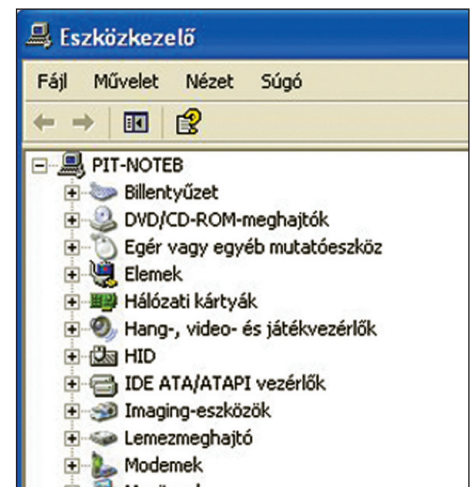 Eszközkezelő
Fájl Művelet Nézet Súgó
PIT-NOTEB
Billentyűzet
DVD/CD-ROM-meghajtók
Egér vagy egyéb mutatóeszköz
Elemek
Hálózati kártyák
Hang-, video- és játékvezérlők
HID
IDE ATA/ATAPI vezérlők
Imaging-eszközök
Lemezmeghajtó
Modemek